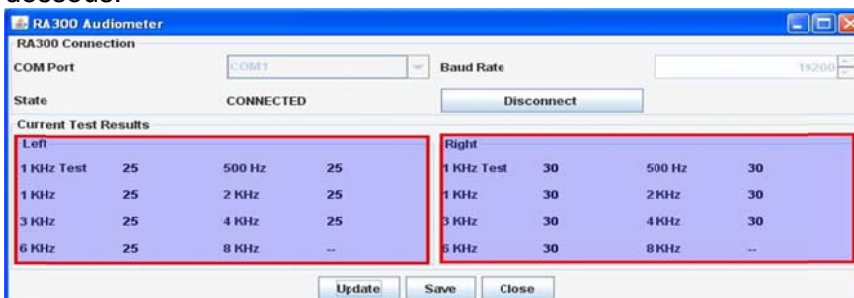 RA300 Audiometer
RA300 Connection
COM Port COM1 Baud Rate 19200
State CONNECTED Disconnect
Current Test Results
Left Right
1 KHz Test 25 500 Hz 25 1 KHz Test 30 500 Hz 30
1 KHz 25 2 KHz 25 1 KHz 30 2KHz 30
3 KHz 25 4 KHz 25 3 KHz 30 4KHz 30
6 KHz 25 8 KHz -- 6 KHz 30 8KHz --
Update Save Close